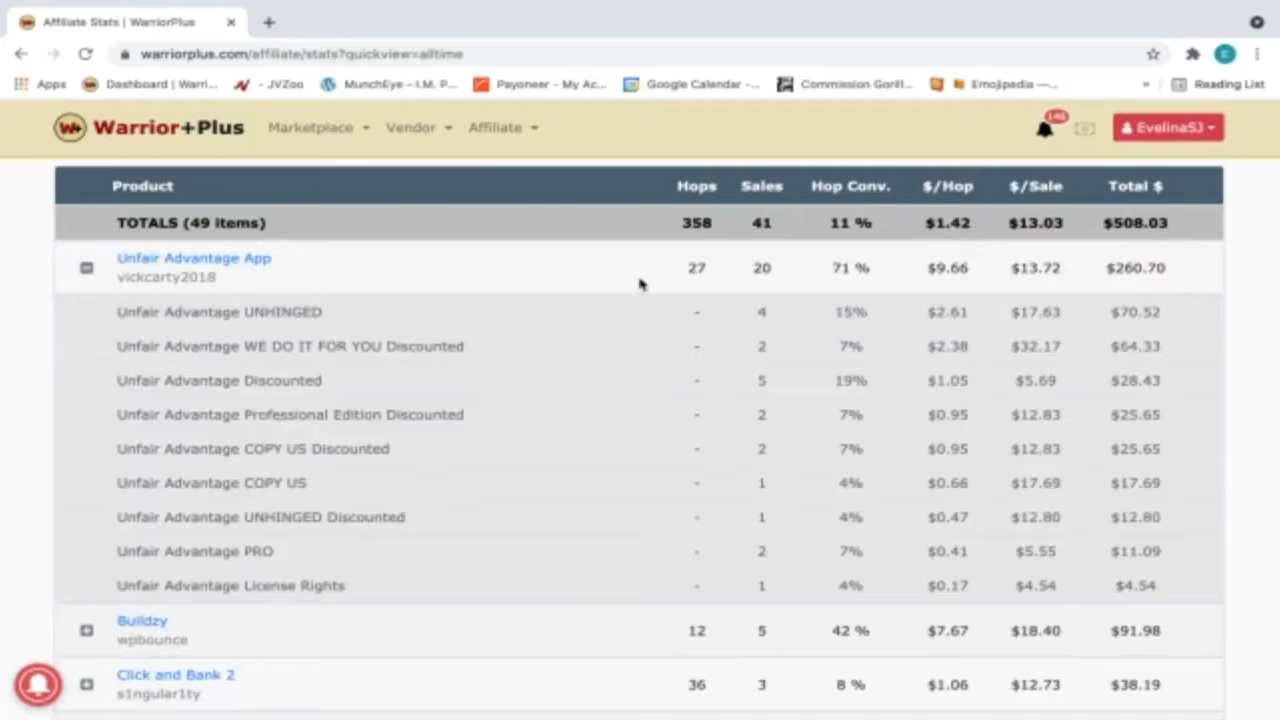 Affiliate Stats | WarriorPlus
warriorplus.com/affiliate/stats?quickview=alltime
Apps Dashboard | Warri... - JVZoo MunchEye – I.M. P... Payoneer - My Ac... Google Calendar -... Commission Gorill... Emojipedia —... » Reading List
Warrior+Plus Marketplace Vendor Affiliate 146 EvelinaSJ
Product Hops Sales Hop Conv. $/Hop $/Sale Total $
TOTALS (49 items) 358 41 11 % $1.42 $13.03 $508.03
Unfair Advantage App
vickcarty2018
27 20 71 % $9.66 $13.72 $260.70
Unfair Advantage UNHINGED - 4 15% $2.61 $17.63 $70.52
Unfair Advantage WE DO IT FOR YOU Discounted - 2 7% $2.38 $32.17 $64.33
Unfair Advantage Discounted - 5 19% $1.05 $5.69 $28.43
Unfair Advantage Professional Edition Discounted - 2 7% $0.95 $12.83 $25.65
Unfair Advantage COPY US Discounted - 2 7% $0.95 $12.83 $25.65
Unfair Advantage COPY US - 1 4% $0.66 $17.69 $17.69
Unfair Advantage UNHINGED Discounted - 1 4% $0.47 $12.80 $12.80
Unfair Advantage PRO - 2 7% $0.41 $5.55 $11.09
Unfair Advantage License Rights - 1 4% $0.17 $4.54 $4.54
Buildzy
wpbounce
12 5 42 % $7.67 $18.40 $91.98
Click and Bank 2
s1ngular1ty
36 3 8 % $1.06 $12.73 $38.19